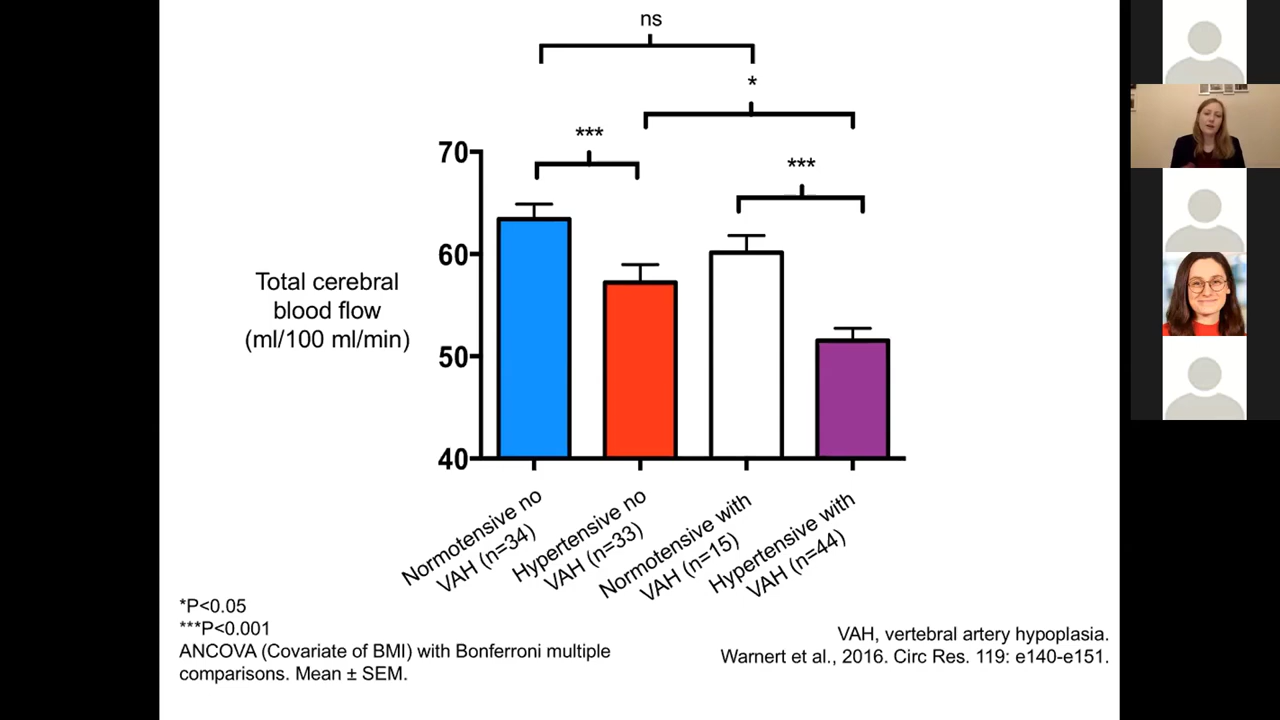 ns
*
***
***
70
60
50
40
Total cerebral
blood flow
(ml/100 ml/min)
Normotensive no
VAH (n=34)
Hypertensive no
VAH (n=33)
Normotensive with
VAH (n=15)
Hypertensive with
VAH (n=44)
*P<0.05
***P<0.001
ANCOVA (Covariate of BMI) with Bonferroni multiple
comparisons. Mean ± SEM.
VAH, vertebral artery hypoplasia.
Warnert et al., 2016. Circ Res. 119: e140-e151.